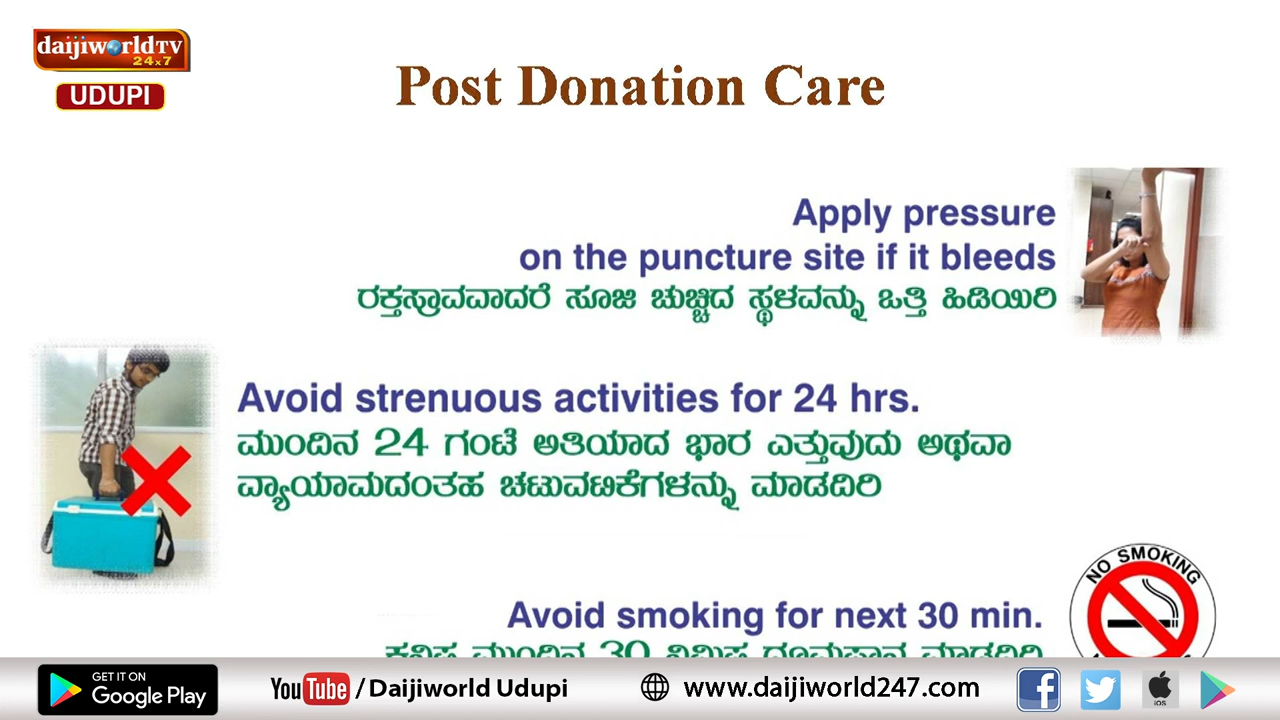 daijiworldTV
24x7
UDUPI
Post Donation Care
Apply pressure
on the puncture site if it bleeds
ರಕ್ತಸ್ರಾವವಾದರೆ ಸೂಜಿ ಚುಚ್ಚಿದ ಸ್ಥಳವನ್ನು ಒತ್ತಿ ಹಿಡಿಯಿರಿ
Avoid strenuous activities for 24 hrs.
ಮುಂದಿನ 24 ಗಂಟೆ ಅತಿಯಾದ ಭಾರ ಎತ್ತುವುದು ಅಥವಾ
ವ್ಯಾಯಾಮದಂತಹ ಚಟುವಟಿಕೆಗಳನ್ನು ಮಾಡದಿರಿ
NO SMOKING
Avoid smoking for next 30 min.
ಮುಂದಿನ 30 ನಿಮಿಷ ಧೂಮಪಾನ ಮಾಡದಿರಿ
GET IT ON
Google Play
YouTube / Daijiworld Udupi
www.daijiworld247.com
iOS